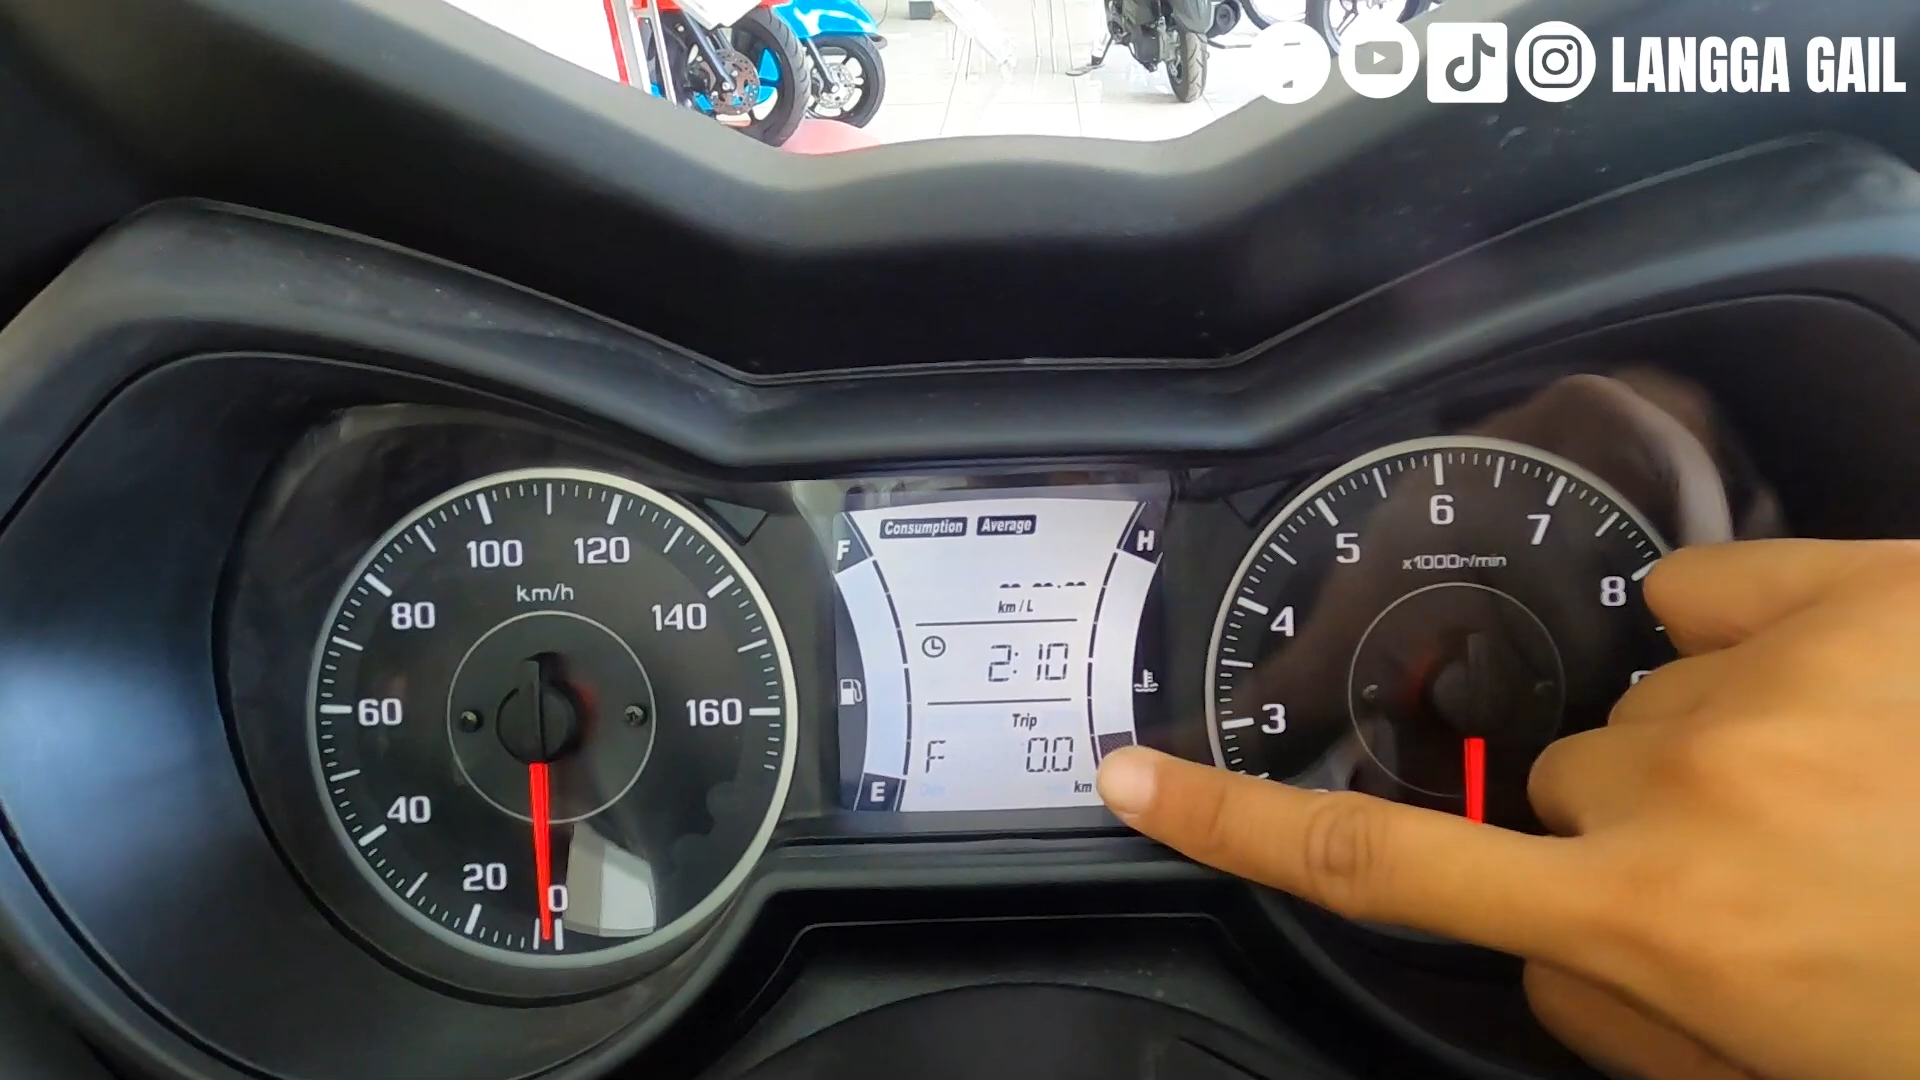 LANGGA GAIL
100 120
km/h
80 140
60 160
40
20 0
Consumption Average
F H
km / L
2:10
Trip
F 0.0
km
E
6
5 7
x1000r/min
8
4
3